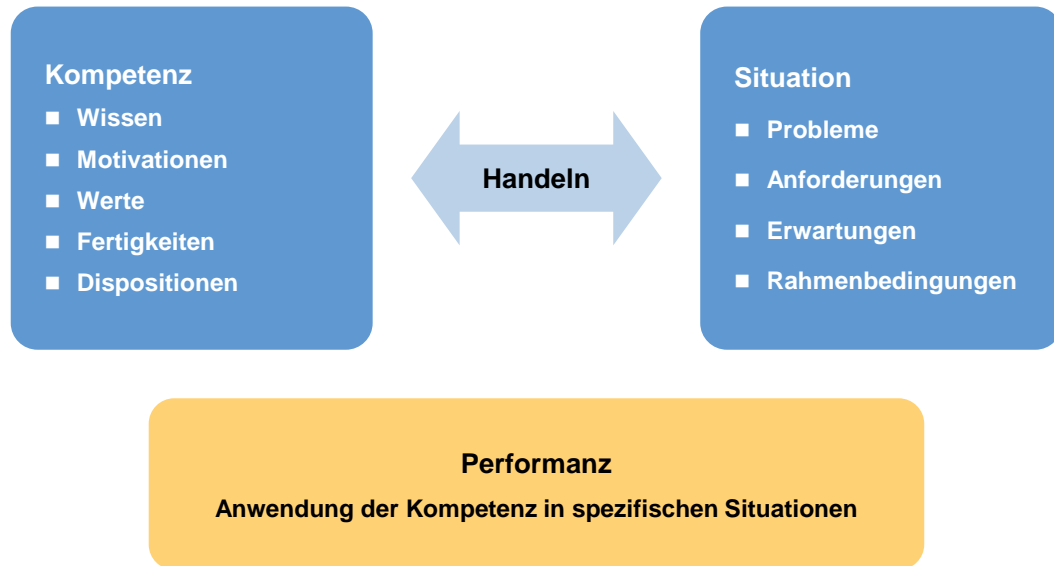 Kompetenz
Wissen
Motivationen
Werte
Fertigkeiten
Dispositionen
Handeln
Situation
Probleme
Anforderungen
Erwartungen
Rahmenbedingungen
Performanz
Anwendung der Kompetenz in spezifischen Situationen